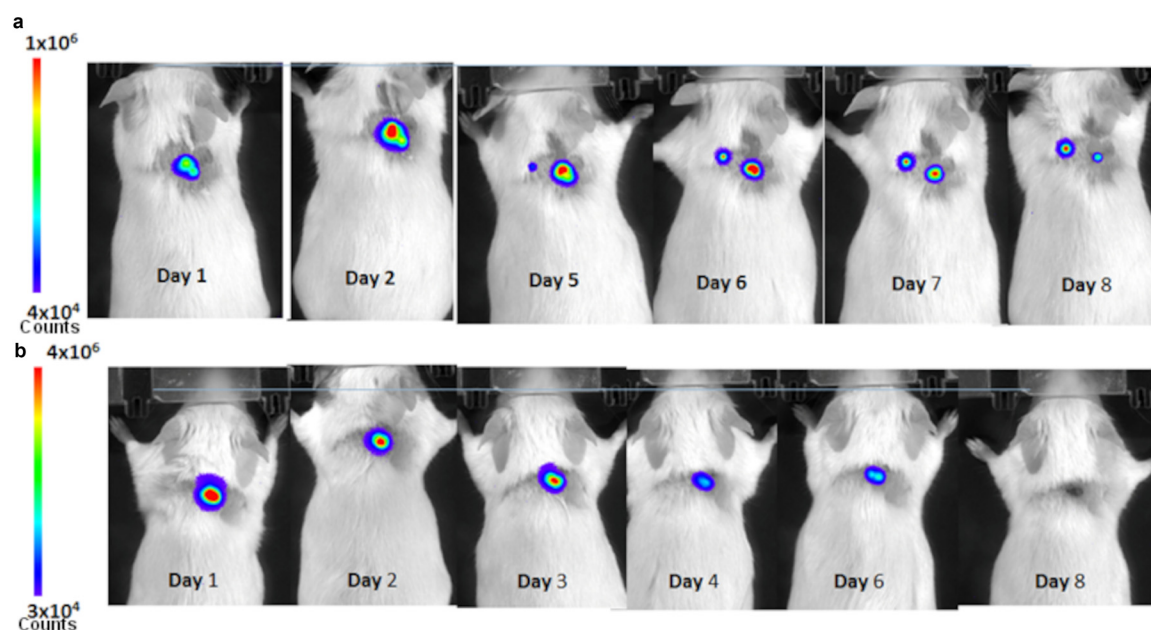 a
1x10⁶
4x10⁴
Counts
Day 1
Day 2
Day 5
Day 6
Day 7
Day 8
b
4x10⁶
3x10⁴
Counts
Day 1
Day 2
Day 3
Day 4
Day 6
Day 8